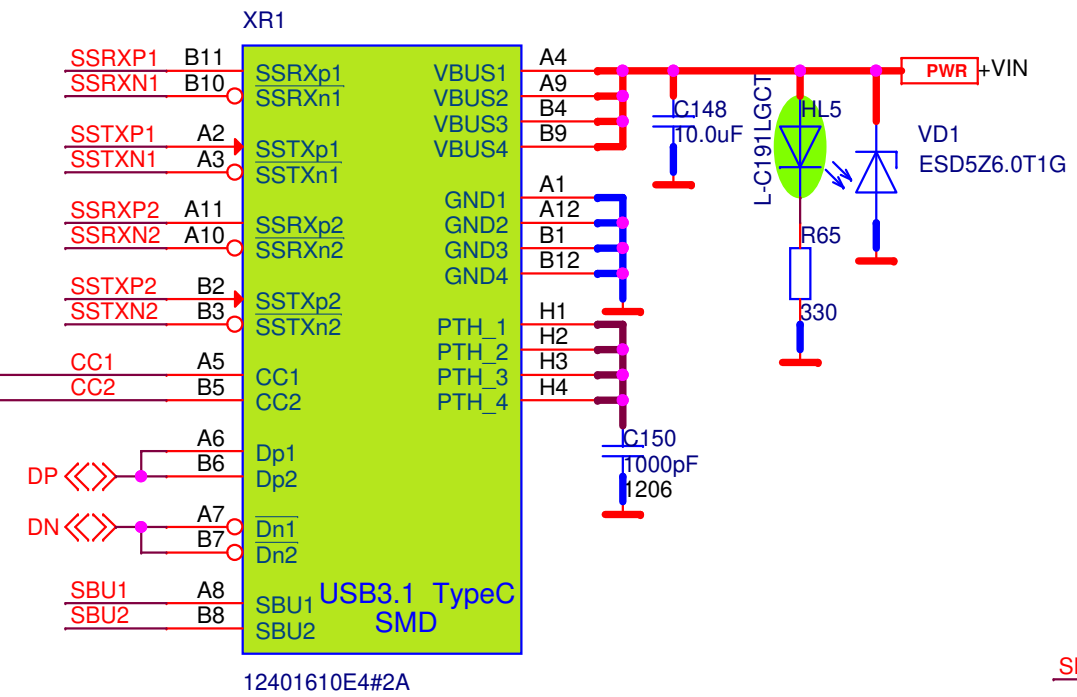 XR1
SSRXP1 B11 SSRXp1 VBUS1 A4
SSRXN1 B10 SSRXn1 VBUS2 A9
SSTXP1 A2 SSTXp1 VBUS3 B4
SSTXN1 A3 SSTXn1 VBUS4 B9
PWR +VIN
C148
10.0uF
L-C191LGCT
HL5
VD1
ESD5Z6.0T1G
SSRXP2 A11 SSRXp2 GND1 A1
SSRXN2 A10 SSRXn2 GND2 A12
GND3 B1
GND4 B12
R65
330
SSTXP2 B2 SSTXp2 PTH_1 H1
SSTXN2 B3 SSTXn2 PTH_2 H2
CC1 A5 CC1 PTH_3 H3
CC2 B5 CC2 PTH_4 H4
C150
1000pF
1206
DP A6 Dp1
B6 Dp2
DN A7 Dn1
B7 Dn2
SBU1 A8 SBU1
SBU2 B8 SBU2
USB3.1 TypeC
SMD
12401610E4#2A